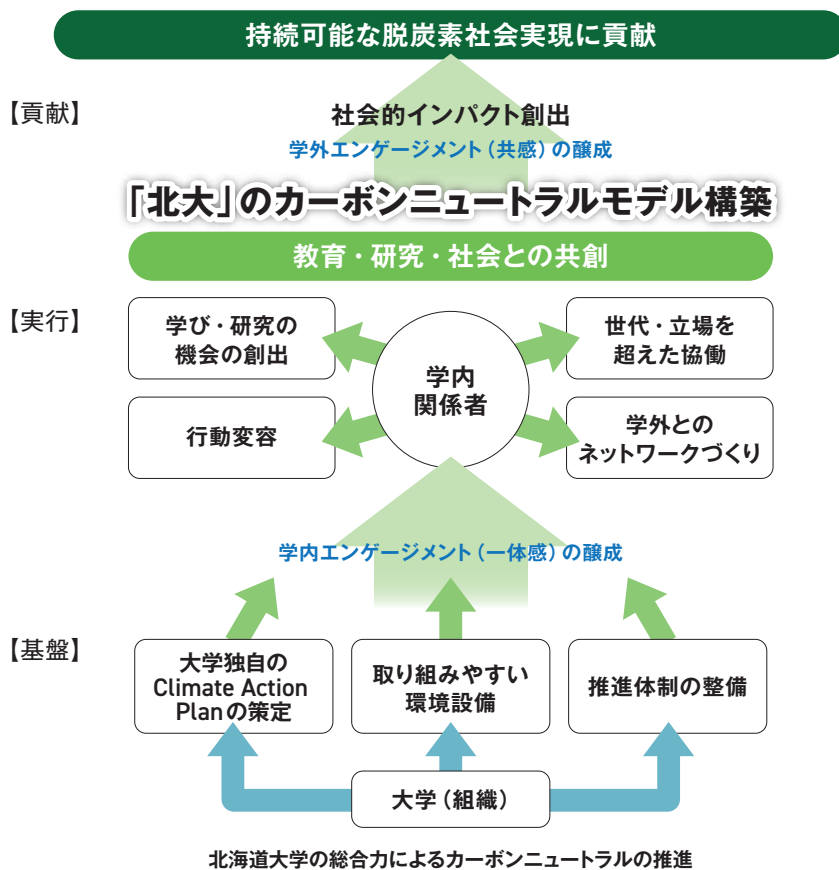 持続可能な脱炭素社会実現に貢献
【貢献】
社会的インパクト創出
学外エンゲージメント（共感）の醸成
「北大」のカーボンニュートラルモデル構築
教育・研究・社会との共創
【実行】
学び・研究の
機会の創出
世代・立場を
超えた協働
学内
関係者
行動変容
学外との
ネットワークづくり
学内エンゲージメント（一体感）の醸成
【基盤】
大学独自の
Climate Action
Planの策定
取り組みやすい
環境設備
推進体制の整備
大学（組織）
北海道大学の総合力によるカーボンニュートラルの推進